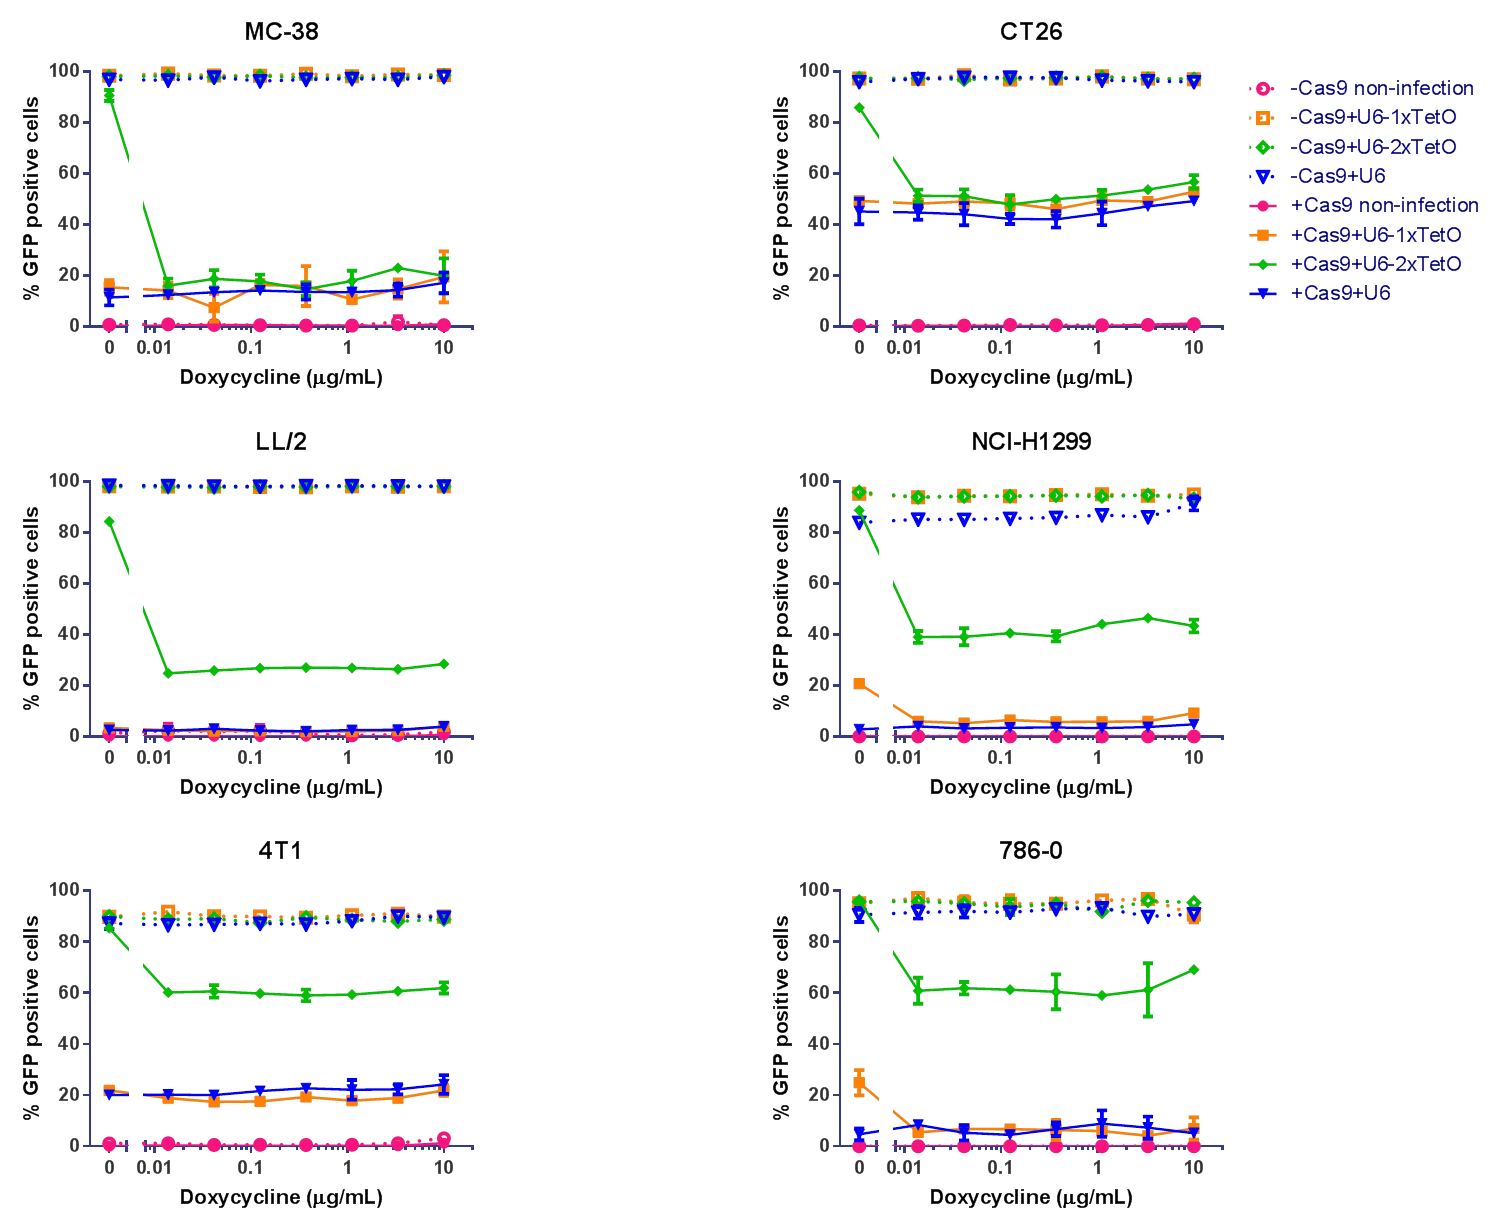 MC-38
% GFP positive cells
100
80
60
40
20
0
0 0.01 0.1 1 10
Doxycycline (μg/mL)
CT26
% GFP positive cells
100
80
60
40
20
0
0 0.01 0.1 1 10
Doxycycline (μg/mL)
-Cas9 non-infection
-Cas9+U6-1xTetO
-Cas9+U6-2xTetO
-Cas9+U6
+Cas9 non-infection
+Cas9+U6-1xTetO
+Cas9+U6-2xTetO
+Cas9+U6
LL/2
% GFP positive cells
100
80
60
40
20
0
0 0.01 0.1 1 10
Doxycycline (μg/mL)
NCI-H1299
% GFP positive cells
100
80
60
40
20
0
0 0.01 0.1 1 10
Doxycycline (μg/mL)
4T1
% GFP positive cells
100
80
60
40
20
0
0 0.01 0.1 1 10
Doxycycline (μg/mL)
786-0
% GFP positive cells
100
80
60
40
20
0
0 0.01 0.1 1 10
Doxycycline (μg/mL)